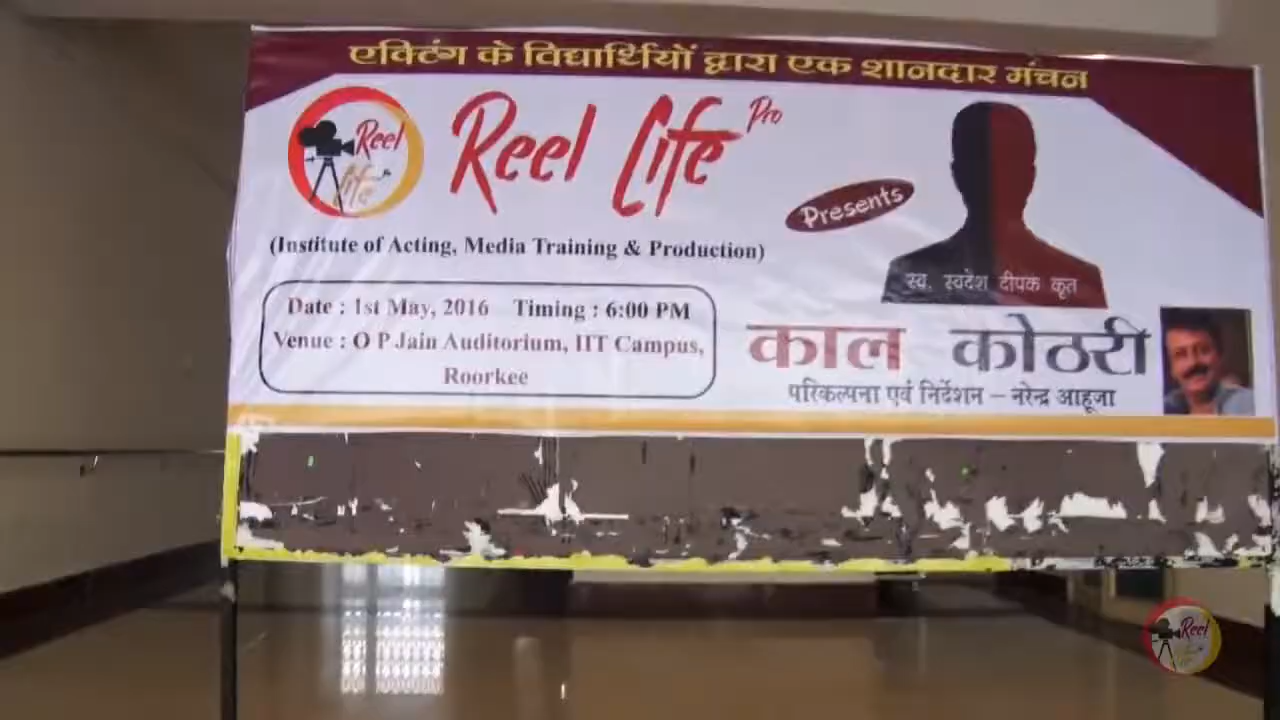 एक्टिंग के विद्यार्थियों द्वारा एक शानदार मंचन
Reel Life
Reel Life Pro
Presents
(Institute of Acting, Media Training & Production)
स्व. स्वदेश दीपक कृत
Date : 1st May, 2016 Timing : 6:00 PM
Venue : O P Jain Auditorium, IIT Campus,
Roorkee
काल कोठरी
परिकल्पना एवं निर्देशन – नरेन्द्र आहूजा
Reel Life